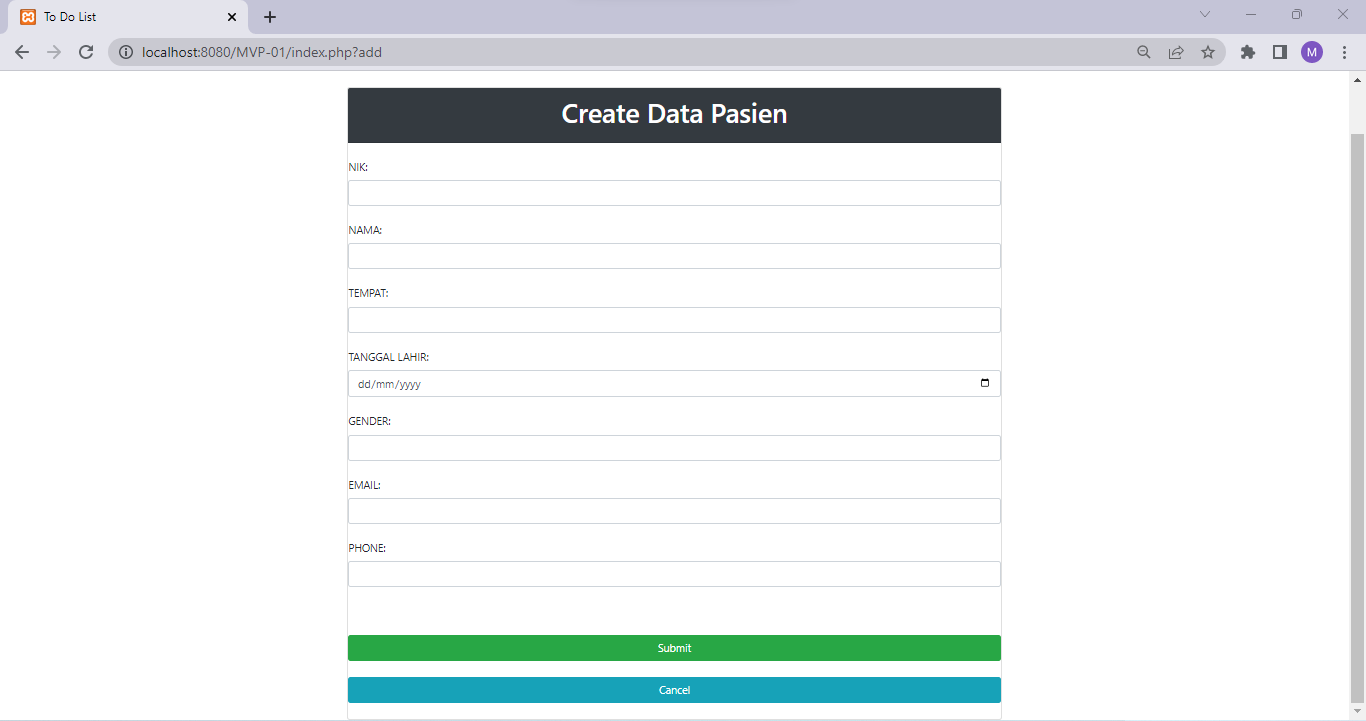 To Do List
localhost:8080/MVP-01/index.php?add
M
Create Data Pasien
NIK:
NAMA:
TEMPAT:
TANGGAL LAHIR:
dd/mm/yyyy
GENDER:
EMAIL:
PHONE:
Submit
Cancel